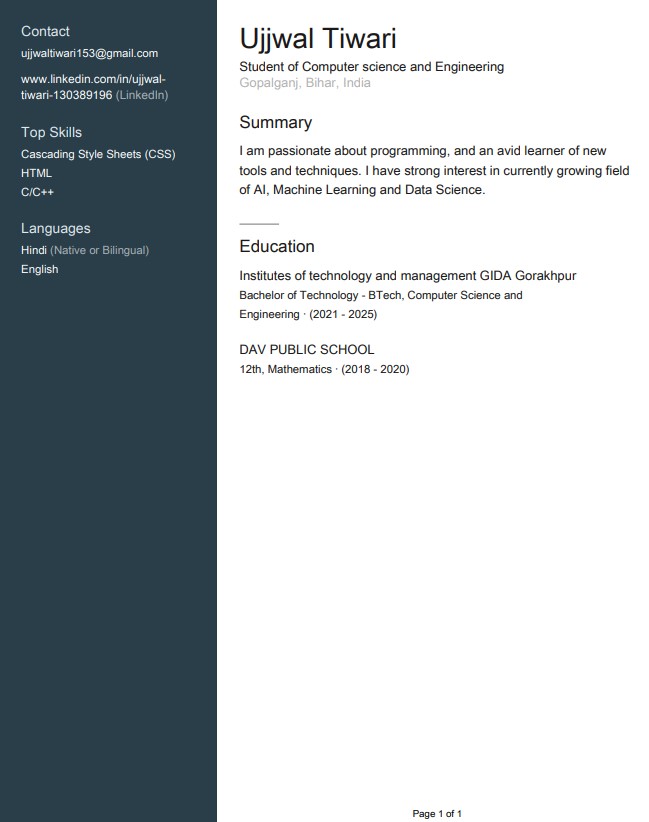 Contact
ujjwaltiwari153@gmail.com
www.linkedin.com/in/ujjwal-
tiwari-130389196 (LinkedIn)
Top Skills
Cascading Style Sheets (CSS)
HTML
C/C++
Languages
Hindi (Native or Bilingual)
English
Ujjwal Tiwari
Student of Computer science and Engineering
Gopalganj, Bihar, India
Summary
I am passionate about programming, and an avid learner of new
tools and techniques. I have strong interest in currently growing field
of AI, Machine Learning and Data Science.
Education
Institutes of technology and management GIDA Gorakhpur
Bachelor of Technology - BTech, Computer Science and
Engineering · (2021 - 2025)
DAV PUBLIC SCHOOL
12th, Mathematics · (2018 - 2020)
Page 1 of 1